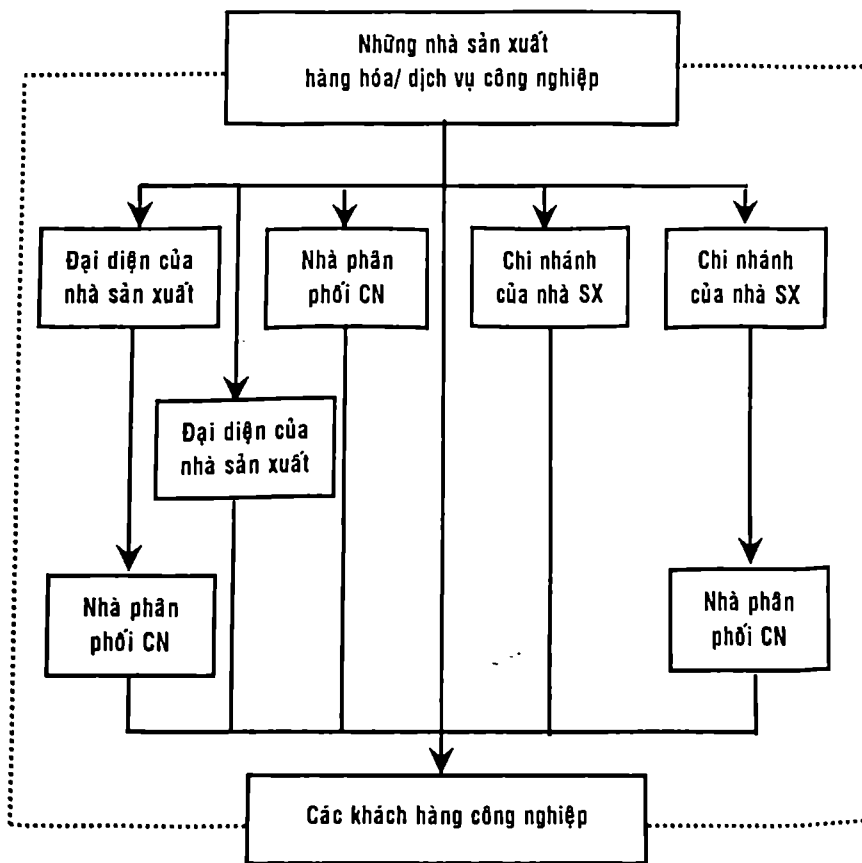 Những nhà sản xuất
hàng hóa/ dịch vụ công nghiệp
Đại diện của
nhà sản xuất
Nhà phân
phối CN
Chi nhánh
của nhà SX
Chi nhánh
của nhà SX
Đại diện của
nhà sản xuất
Nhà phân
phối CN
Nhà phân
phối CN
Các khách hàng công nghiệp